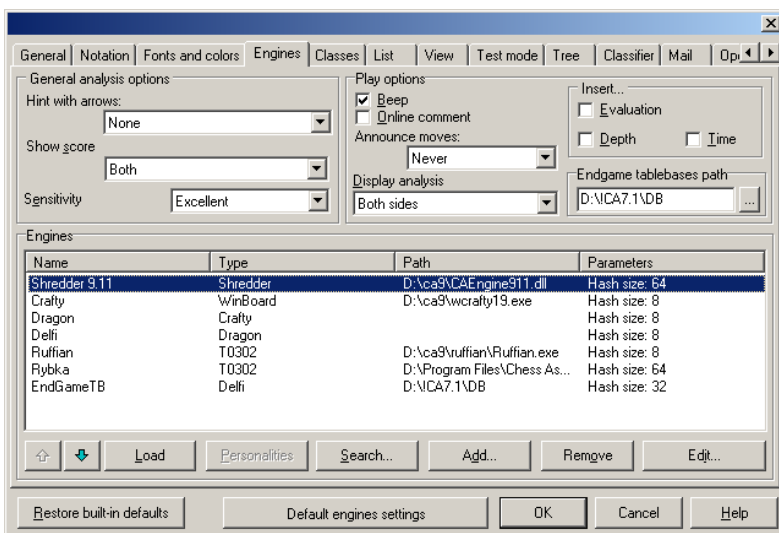 General Notation Fonts and colors Engines Classes List View Test mode Tree Classifier Mail Op
General analysis options
Hint with arrows:
None
Show score
Both
Sensitivity Excellent
Play options
Beep
Online comment
Announce moves:
Never
Display analysis
Both sides
Insert...
Evaluation
Depth Time
Endgame tablebases path
D:\!CA7.1\DB ...
Engines
Name Type Path Parameters
Shredder 9.11 Shredder D:\ca9\CAEngine911.dll Hash size: 64
Crafty WinBoard D:\ca9\wcrafty19.exe Hash size: 8
Dragon Crafty Hash size: 8
Delfi Dragon Hash size: 8
Ruffian T0302 D:\ca9\ruffian\Ruffian.exe Hash size: 8
Rybka T0302 D:\Program Files\Chess As... Hash size: 64
EndGameTB Delfi D:\!CA7.1\DB Hash size: 32
Load Personalities Search... Add... Remove Edit...
Restore built-in defaults Default engines settings OK Cancel Help